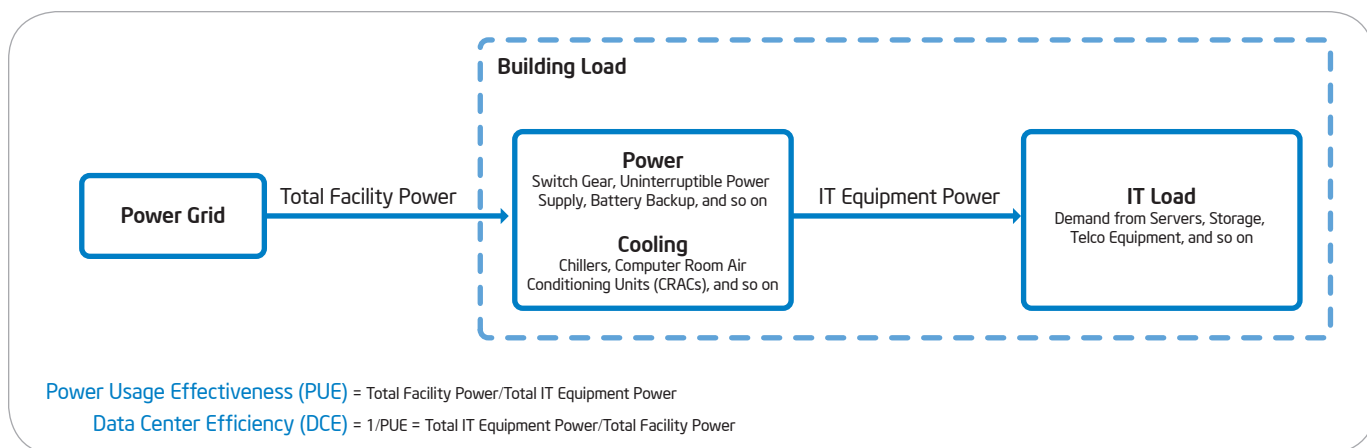 Building Load
Power Grid
Total Facility Power
Power
Switch Gear, Uninterruptible Power
Supply, Battery Backup, and so on
Cooling
Chillers, Computer Room Air
Conditioning Units (CRACs), and so on
IT Equipment Power
IT Load
Demand from Servers, Storage,
Telco Equipment, and so on
Power Usage Effectiveness (PUE) = Total Facility Power/Total IT Equipment Power
Data Center Efficiency (DCE) = 1/PUE = Total IT Equipment Power/Total Facility Power